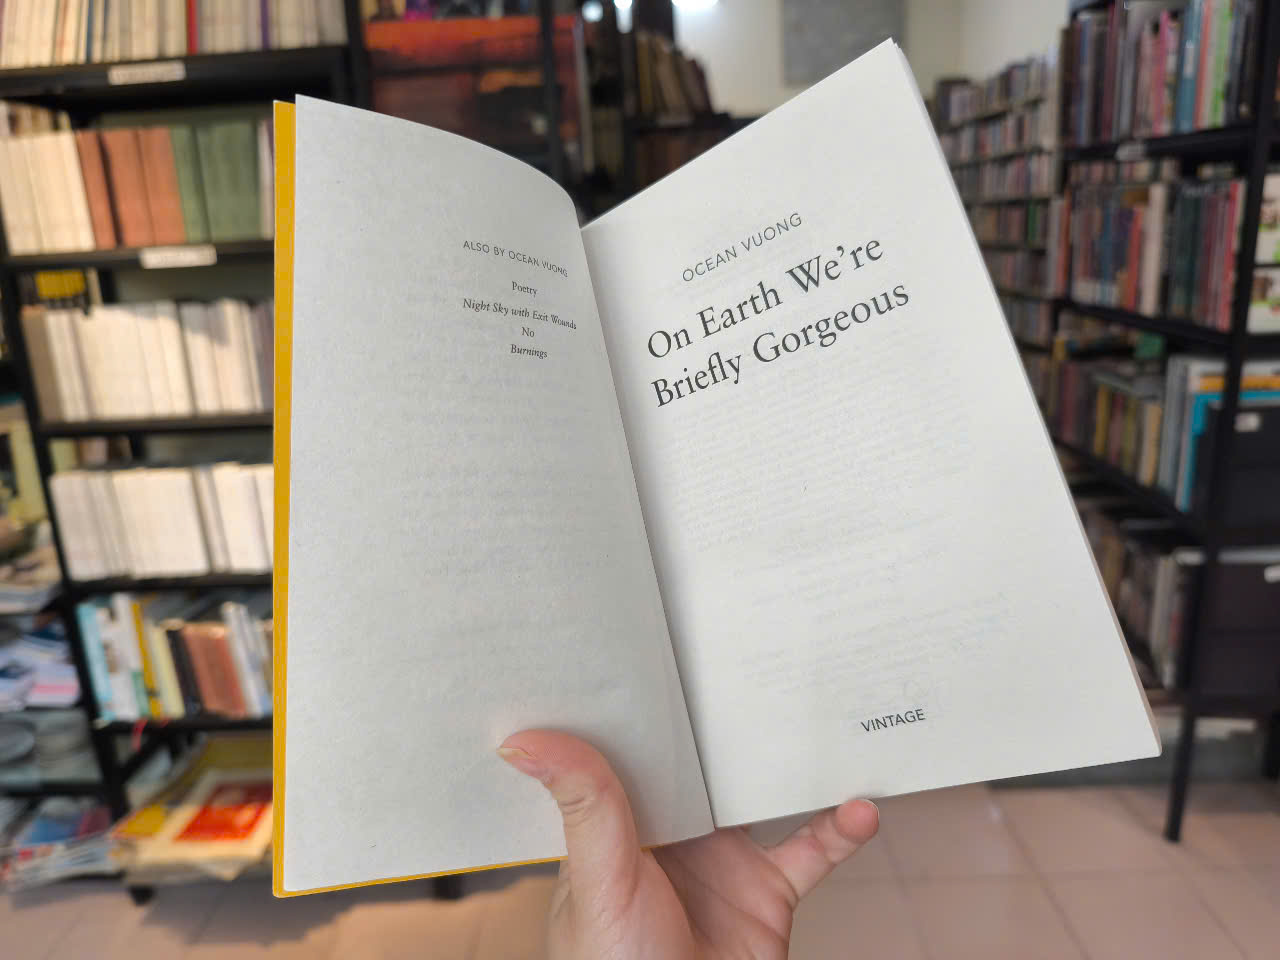 ALSO BY OCEAN VUONG
Poetry
Night Sky with Exit Wounds
No
Burnings
OCEAN VUONG
On Earth We're
Briefly Gorgeous
VINTAGE